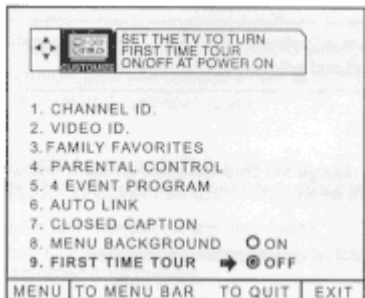 SET THE TV TO TURN
FIRST TIME TOUR
ON/OFF AT POWER ON
CUSTOMIZE
1. CHANNEL ID.
2. VIDEO ID.
3. FAMILY FAVORITES
4. PARENTAL CONTROL
5. 4 EVENT PROGRAM
6. AUTO LINK
7. CLOSED CAPTION
8. MENU BACKGROUND ON
9. FIRST TIME TOUR OFF
MENU TO MENU BAR TO QUIT EXIT